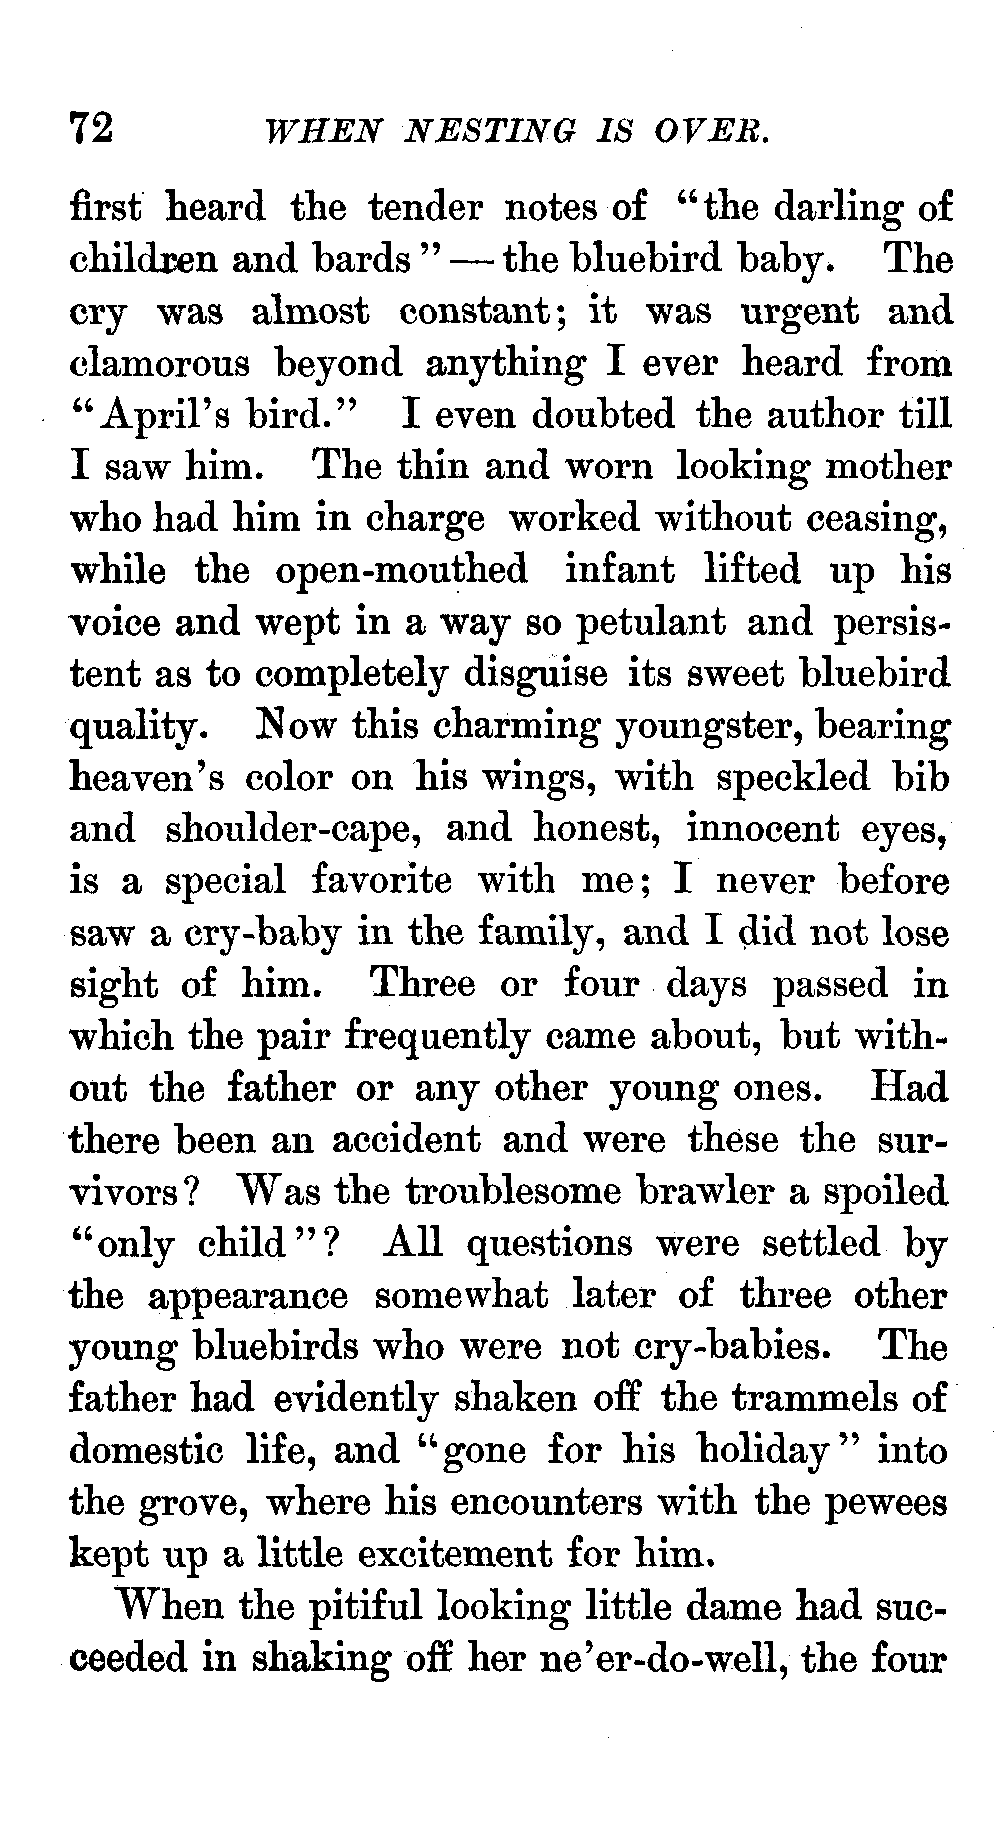 72 WHEN NESTING IS OVER.
first heard the tender notes of “the darling of
children and bards” — the bluebird baby. The
cry was almost constant; it was urgent and
clamorous beyond anything I ever heard from
“April’s bird.” I even doubted the author till
I saw him. The thin and worn looking mother
who had him in charge worked without ceasing,
while the open-mouthed infant lifted up his
voice and wept in a way so petulant and persis-
tent as to completely disguise its sweet bluebird
quality. Now this charming youngster, bearing
heaven’s color on his wings, with speckled bib
and shoulder-cape, and honest, innocent eyes,
is a special favorite with me; I never before
saw a cry-baby in the family, and I did not lose
sight of him. Three or four days passed in
which the pair frequently came about, but with-
out the father or any other young ones. Had
there been an accident and were these the sur-
vivors? Was the troublesome brawler a spoiled
“only child”? All questions were settled by
the appearance somewhat later of three other
young bluebirds who were not cry-babies. The
father had evidently shaken off the trammels of
domestic life, and “gone for his holiday” into
the grove, where his encounters with the pewees
kept up a little excitement for him.
When the pitiful looking little dame had suc-
ceeded in shaking off her ne’er-do-well, the four